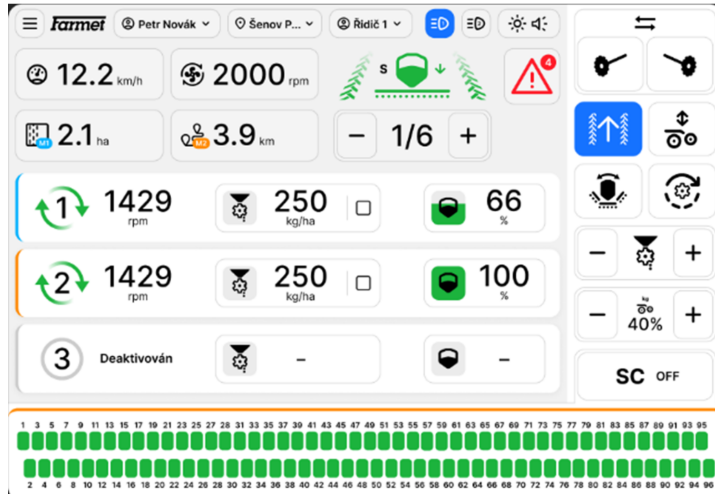 Farmet Petr Novák Šenov P... Řidič 1
12.2 km/h 2000 rpm S 4
M1 2.1 ha M2 3.9 km − 1/6 +
1 1429 rpm 250 kg/ha 66 %
2 1429 rpm 250 kg/ha 100 %
3 Deaktivován – –
− +
− kg 40% +
SC OFF
1 3 5 7 9 11 13 15 17 19 21 23 25 27 28 31 33 35 37 39 41 43 45 47 49 51 53 55 57 59 61 63 65 67 69 71 73 75 77 79 81 83 85 87 89 91 93 95
2 4 6 8 10 12 14 16 18 20 22 24 26 28 30 32 34 36 38 40 42 44 46 48 50 52 54 56 58 60 62 64 66 68 70 72 74 76 78 80 82 84 86 88 90 92 94 96